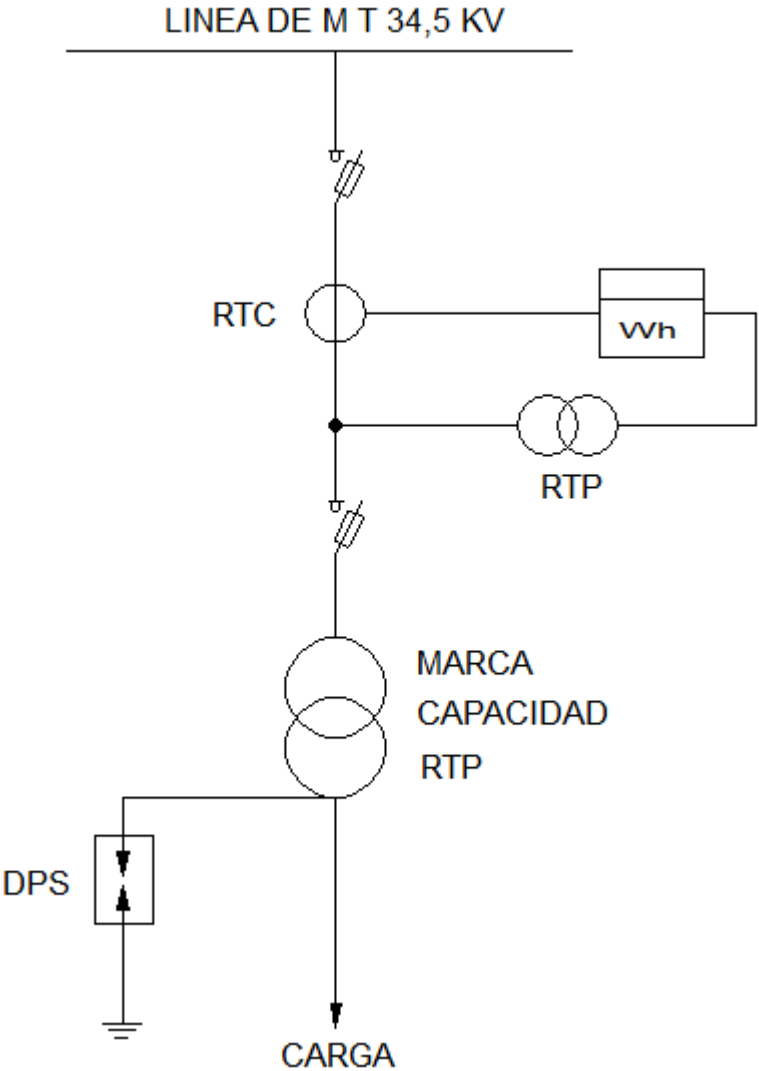 LINEA DE M T 34,5 KV
RTC
Wh
RTP
MARCA
CAPACIDAD
RTP
DPS
CARGA